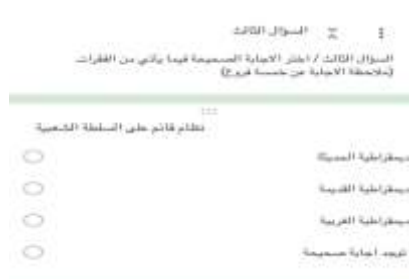 السؤال الثالث
السؤال الثالث / اختر الاجابة الصحيحة فيما يأتي من الفقرات
(ملاحظة الاجابة عن خمسة فروع)
نظام قائم على السلطة الشعبية
ديمقراطية الحديثة
ديمقراطية القديمة
ديمقراطية الغربية
توجد اجابة صحيحة